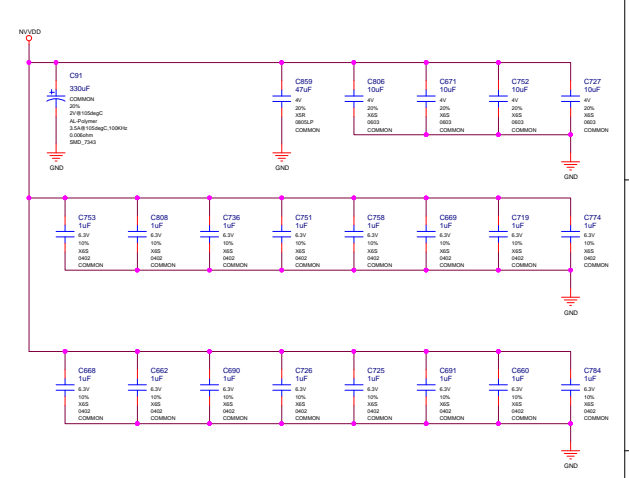 NVVDD
C91
330uF
COMMON
20%
2V@105degC
AL-Polymer
3.5A@105degC,100KHz
0.006ohm
SMD_7343
GND
C859
47uF
4V
20%
X5R
0805LP
COMMON
GND
C806
10uF
4V
20%
X6S
0603
COMMON
C671
10uF
4V
20%
X6S
0603
COMMON
C752
10uF
4V
20%
X6S
0603
COMMON
C727
10uF
4V
20%
X6S
0603
COMMON
GND
C753
1uF
6.3V
10%
X6S
0402
COMMON
C808
1uF
6.3V
10%
X6S
0402
COMMON
C736
1uF
6.3V
10%
X6S
0402
COMMON
C751
1uF
6.3V
10%
X6S
0402
COMMON
C758
1uF
6.3V
10%
X6S
0402
COMMON
C669
1uF
6.3V
10%
X6S
0402
COMMON
C719
1uF
6.3V
10%
X6S
0402
COMMON
C774
1uF
6.3V
10%
X6S
0402
COMMON
GND
C668
1uF
6.3V
10%
X6S
0402
COMMON
C662
1uF
6.3V
10%
X6S
0402
COMMON
C690
1uF
6.3V
10%
X6S
0402
COMMON
C726
1uF
6.3V
10%
X6S
0402
COMMON
C725
1uF
6.3V
10%
X6S
0402
COMMON
C691
1uF
6.3V
10%
X6S
0402
COMMON
C660
1uF
6.3V
10%
X6S
0402
COMMON
C784
1uF
6.3V
10%
X6S
0402
COMMON
GND